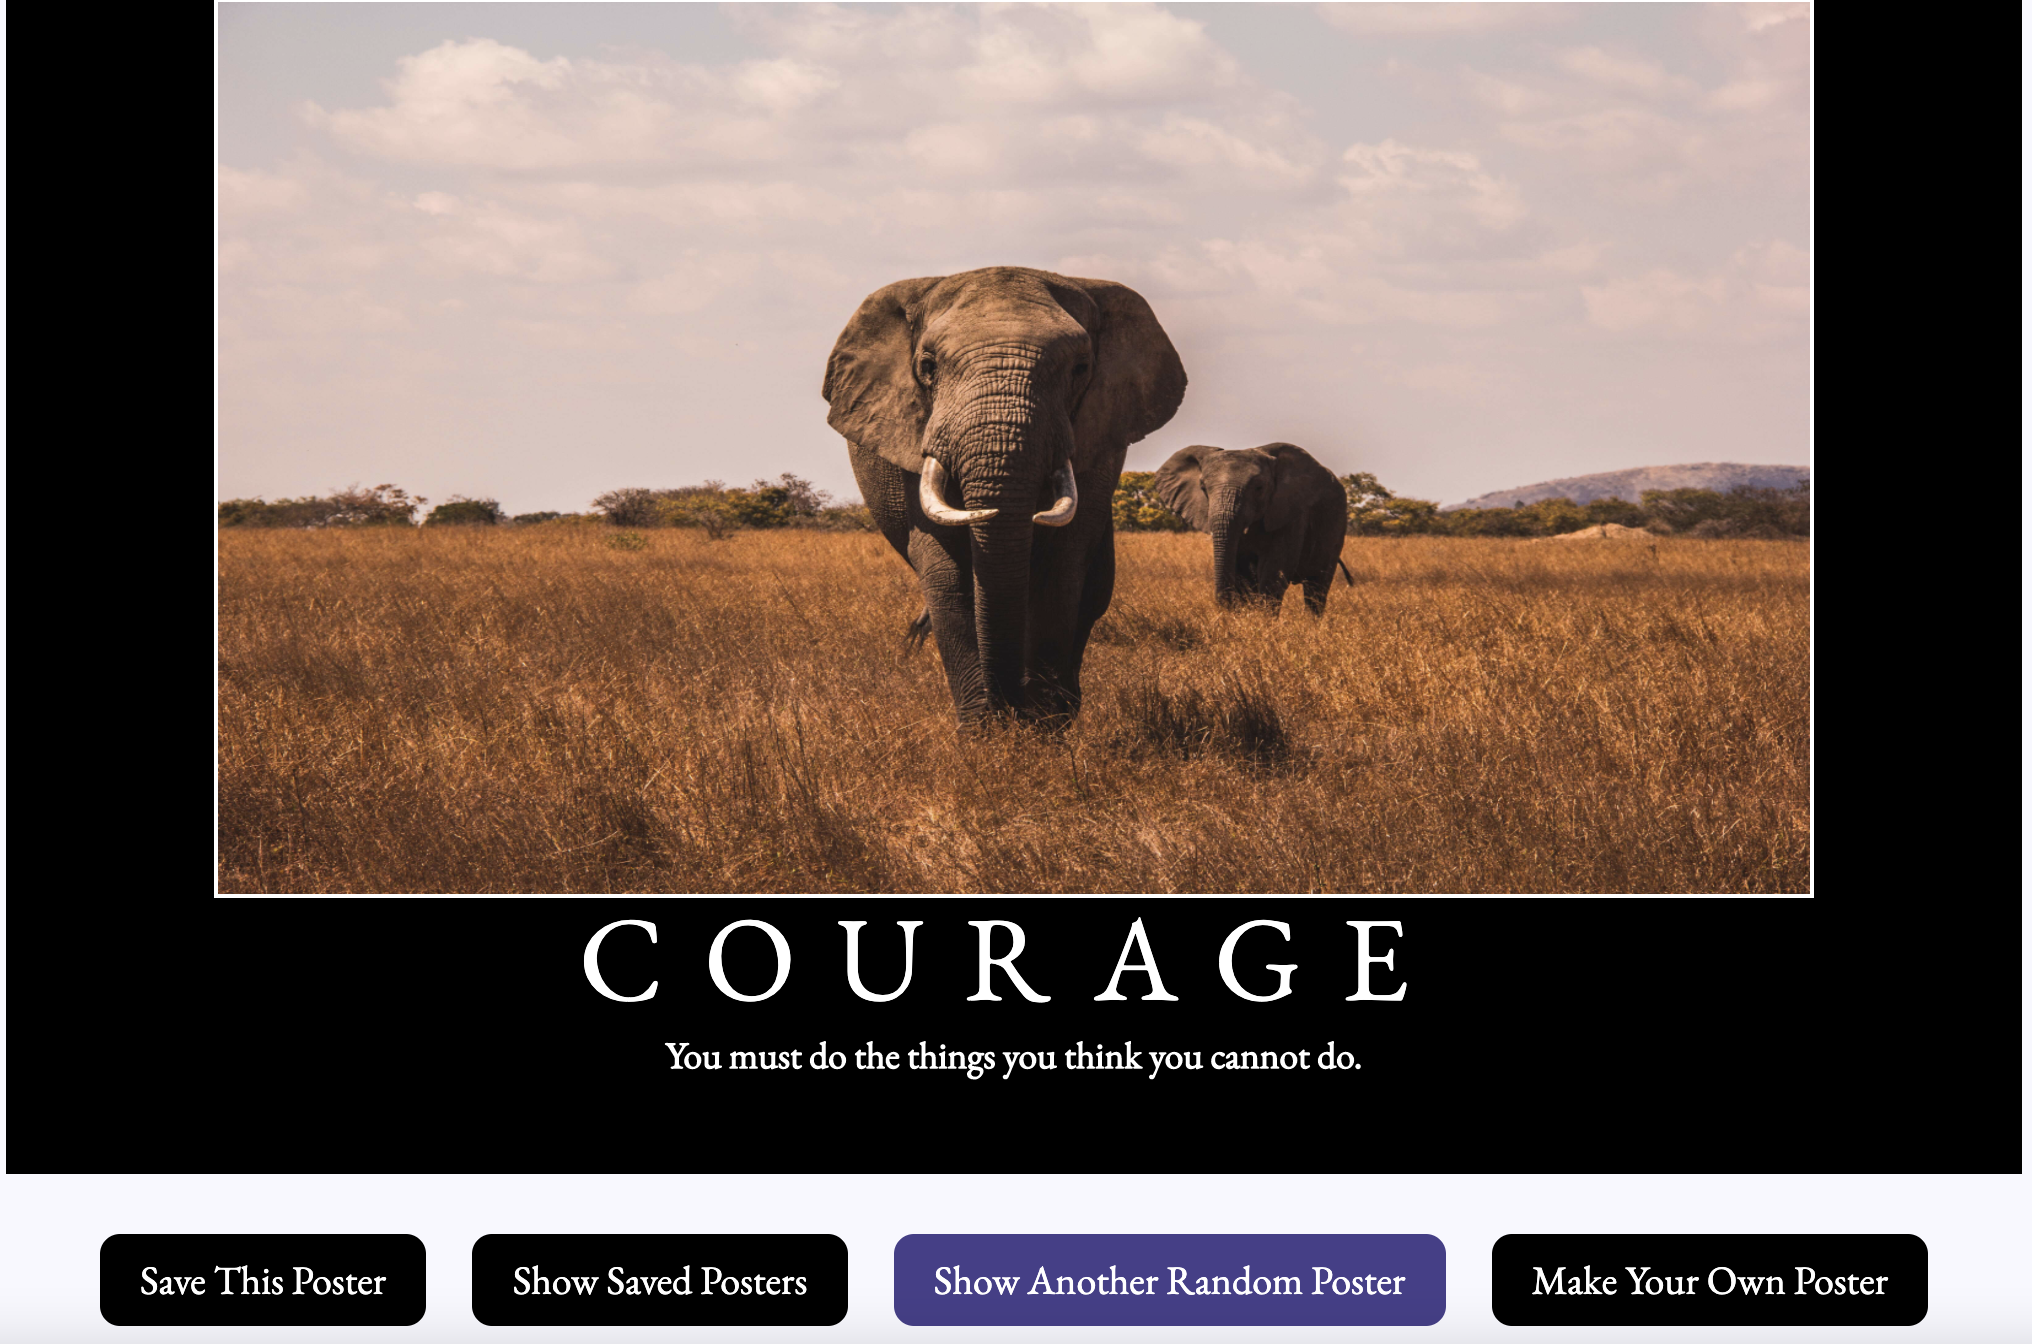 COURAGE
You must do the things you think you cannot do.
Save This Poster
Show Saved Posters
Show Another Random Poster
Make Your Own Poster